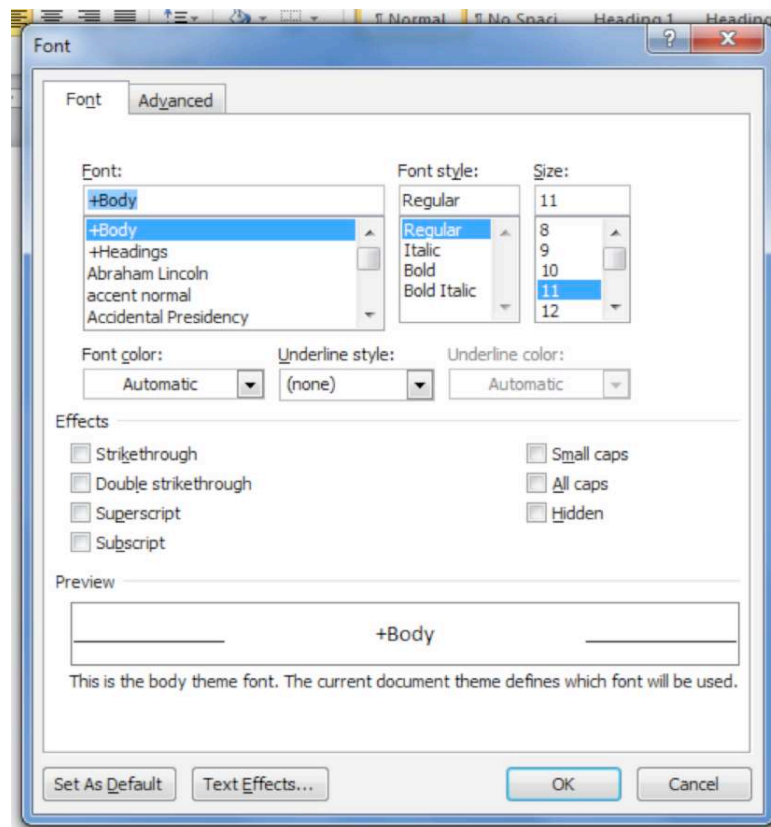 ¶ Normal ¶ No Spaci... Heading 1 Heading
Font
Font Advanced
Font: Font style: Size:
+Body Regular 11
+Body Regular 8
+Headings Italic 9
Abraham Lincoln Bold 10
accent normal Bold Italic 11
Accidental Presidency 12
Font color: Underline style: Underline color:
Automatic (none) Automatic
Effects
Strikethrough Small caps
Double strikethrough All caps
Superscript Hidden
Subscript
Preview
+Body
This is the body theme font. The current document theme defines which font will be used.
Set As Default Text Effects... OK Cancel